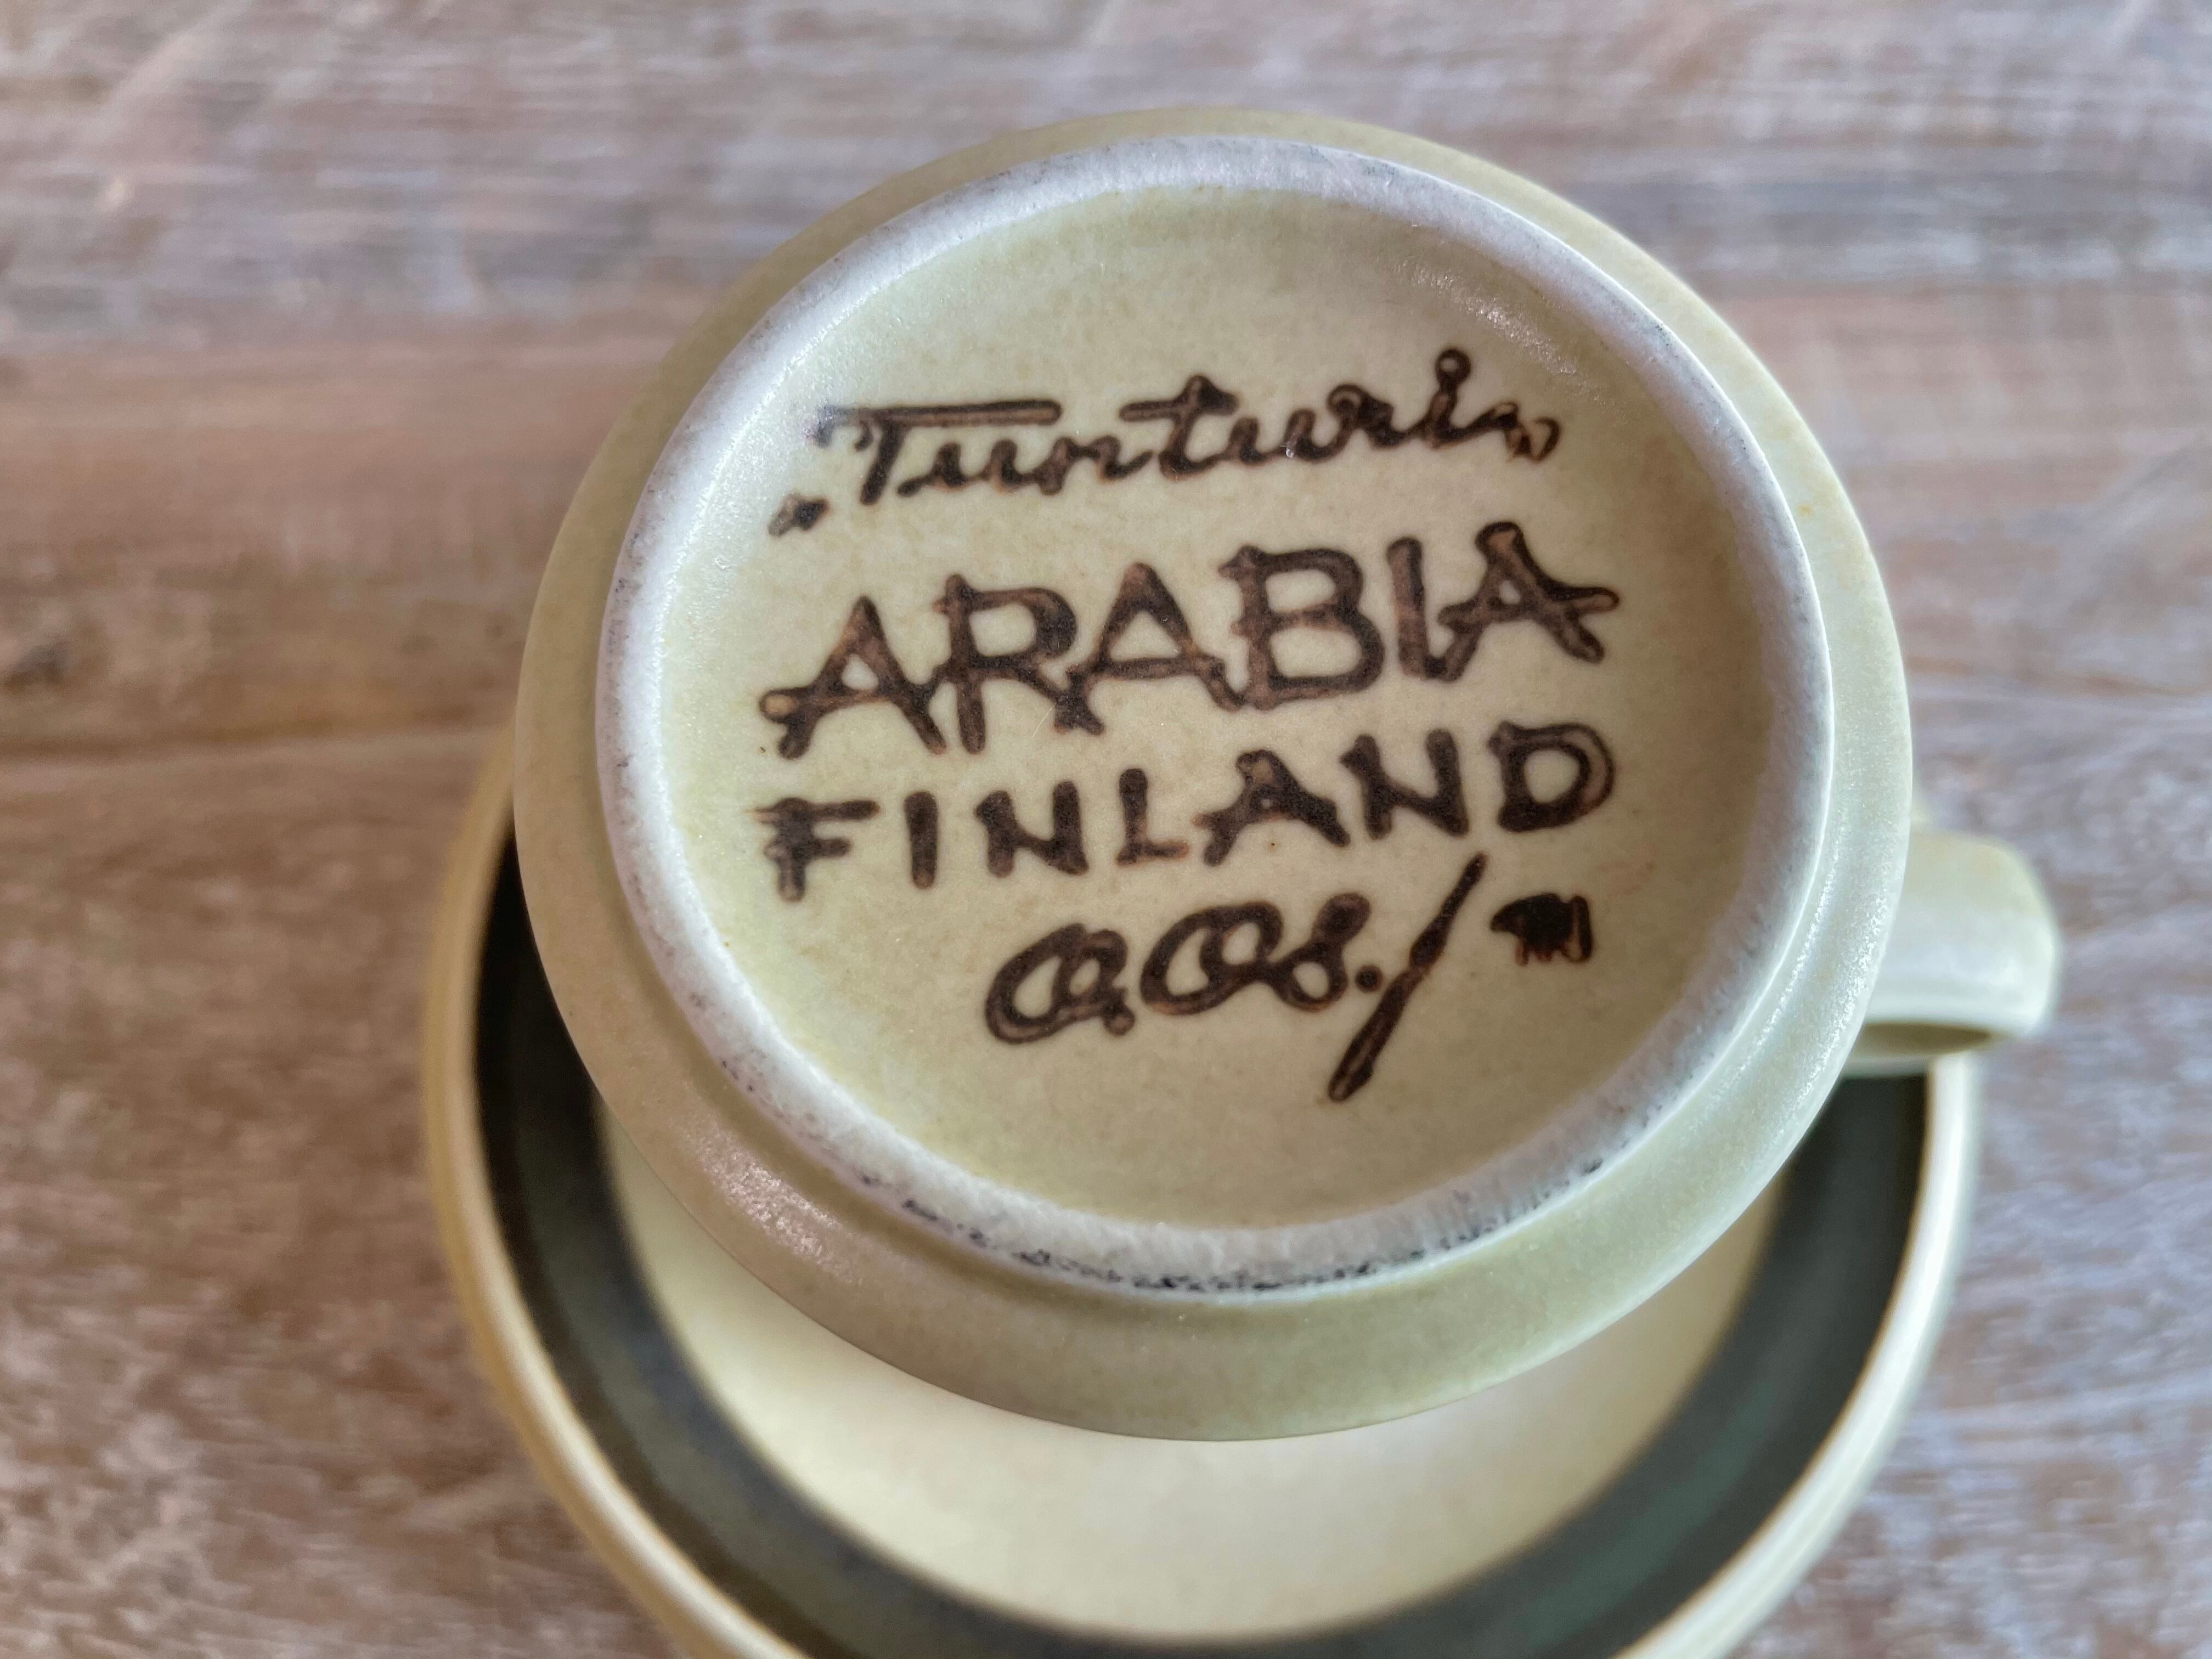 „Tunturi”
ARABIA
FINLAND
O.Os./